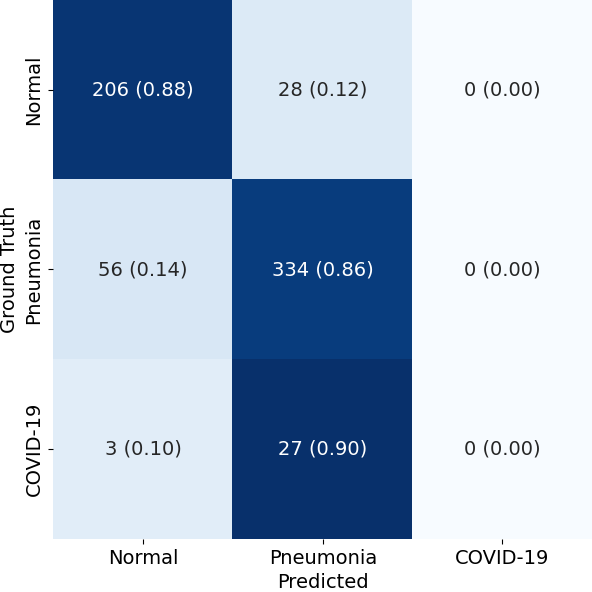 Ground Truth
Normal
206 (0.88) 28 (0.12) 0 (0.00)
Pneumonia
56 (0.14) 334 (0.86) 0 (0.00)
COVID-19
3 (0.10) 27 (0.90) 0 (0.00)
Normal Pneumonia COVID-19
Predicted